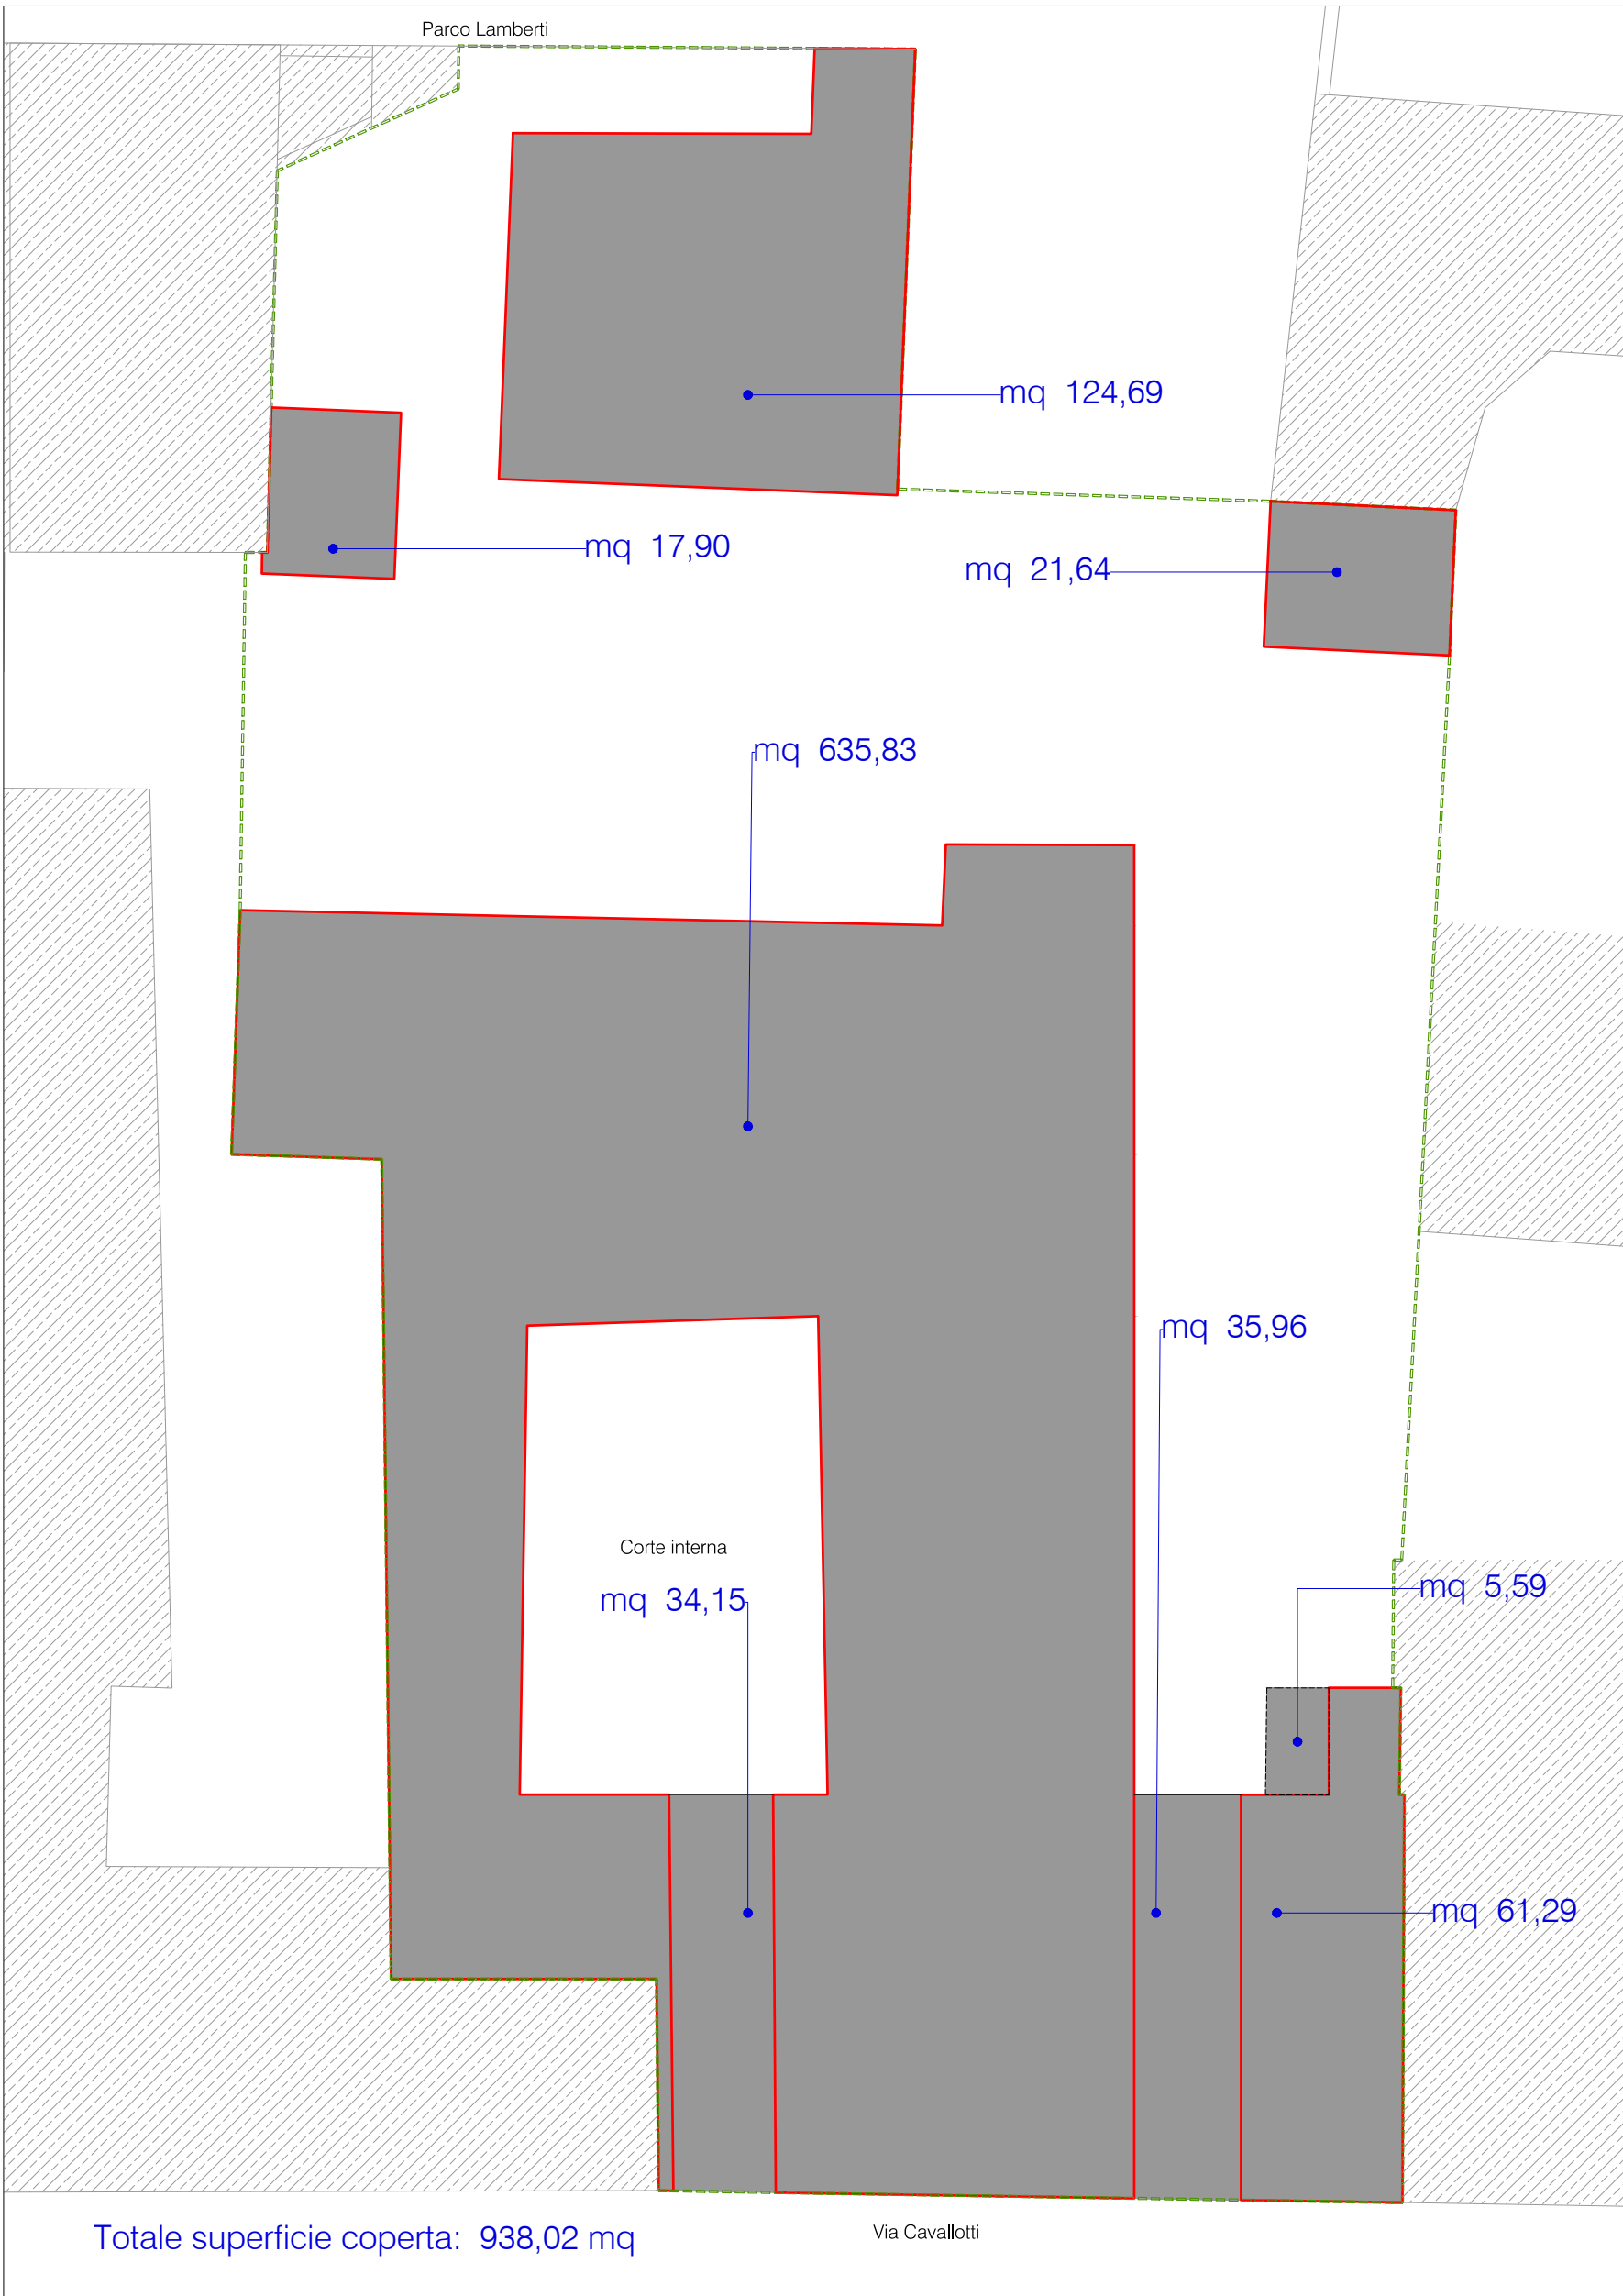 Parco Lamberti
mq 124,69
mq 17,90
mq 21,64
mq 635,83
mq 35,96
Corte interna
mq 34,15
mq 5,59
mq 61,29
Totale superficie coperta: 938,02 mq
Via Cavallotti